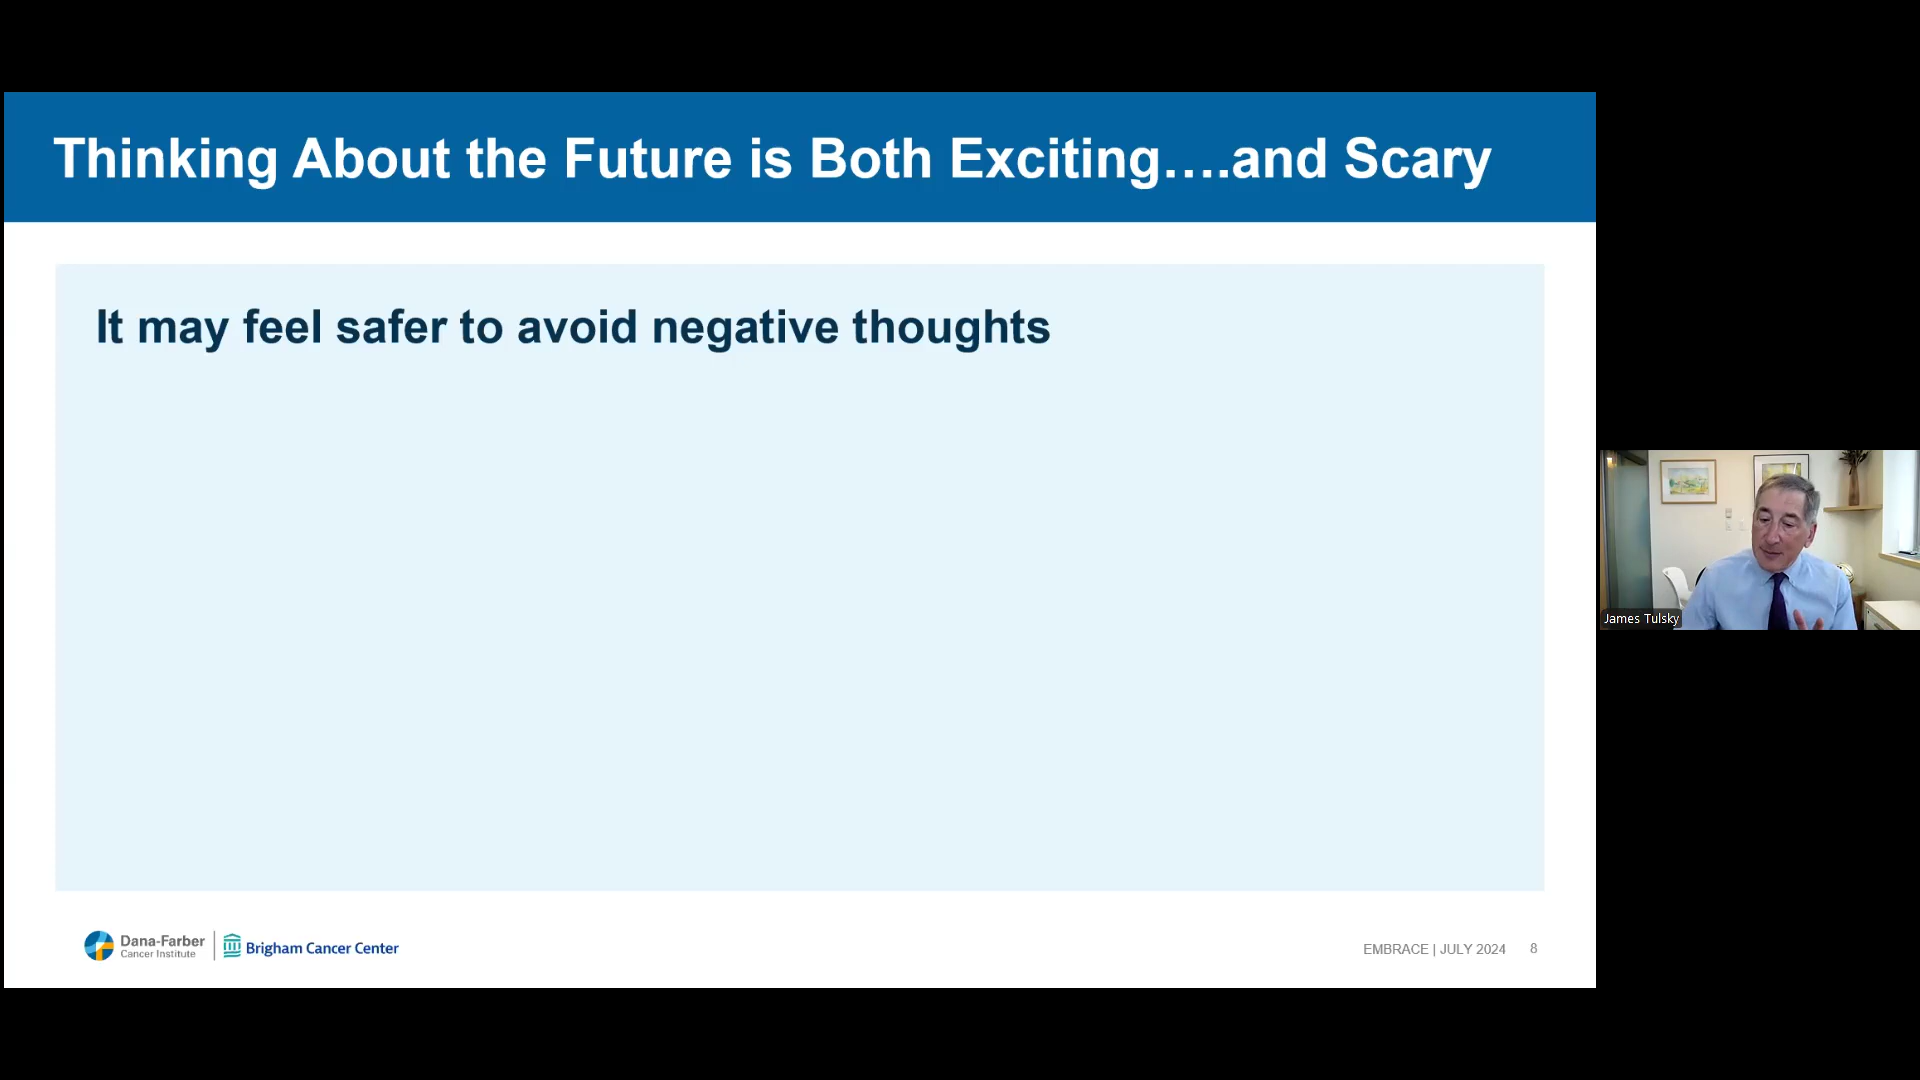 Thinking About the Future is Both Exciting….and Scary
It may feel safer to avoid negative thoughts
James Tulsky
Dana-Farber
Cancer Institute
Brigham Cancer Center
EMBRACE | JULY 2024 8